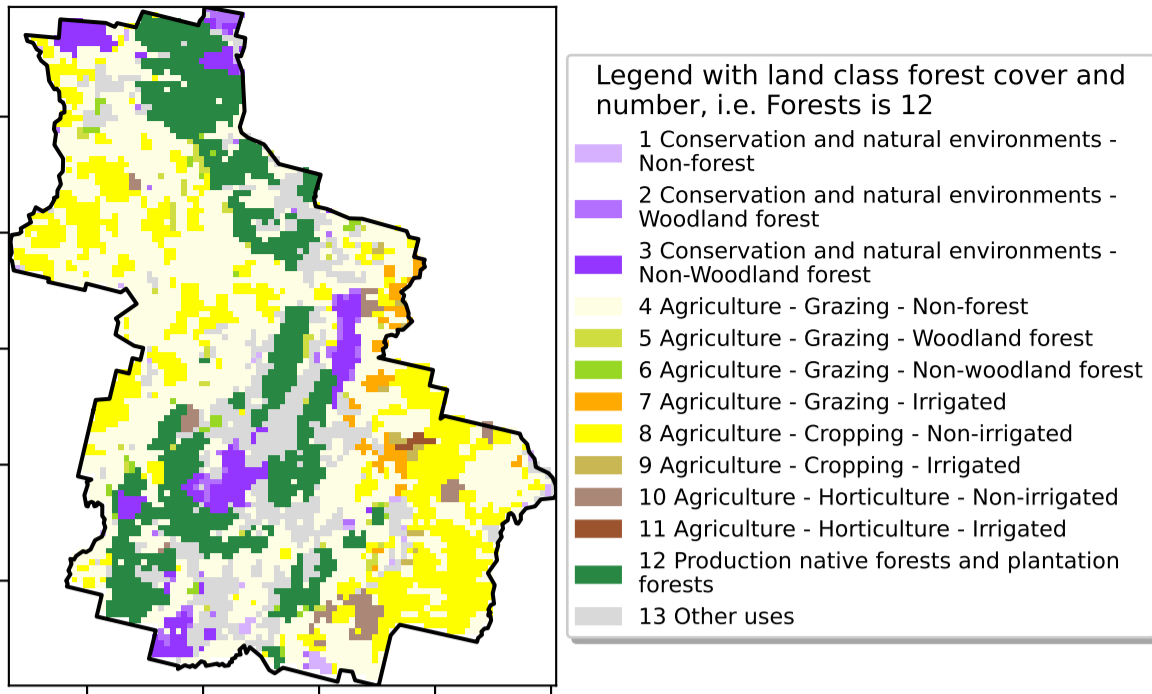 Legend with land class forest cover and
number, i.e. Forests is 12
1 Conservation and natural environments -
Non-forest
2 Conservation and natural environments -
Woodland forest
3 Conservation and natural environments -
Non-Woodland forest
4 Agriculture - Grazing - Non-forest
5 Agriculture - Grazing - Woodland forest
6 Agriculture - Grazing - Non-woodland forest
7 Agriculture - Grazing - Irrigated
8 Agriculture - Cropping - Non-irrigated
9 Agriculture - Cropping - Irrigated
10 Agriculture - Horticulture - Non-irrigated
11 Agriculture - Horticulture - Irrigated
12 Production native forests and plantation
forests
13 Other uses